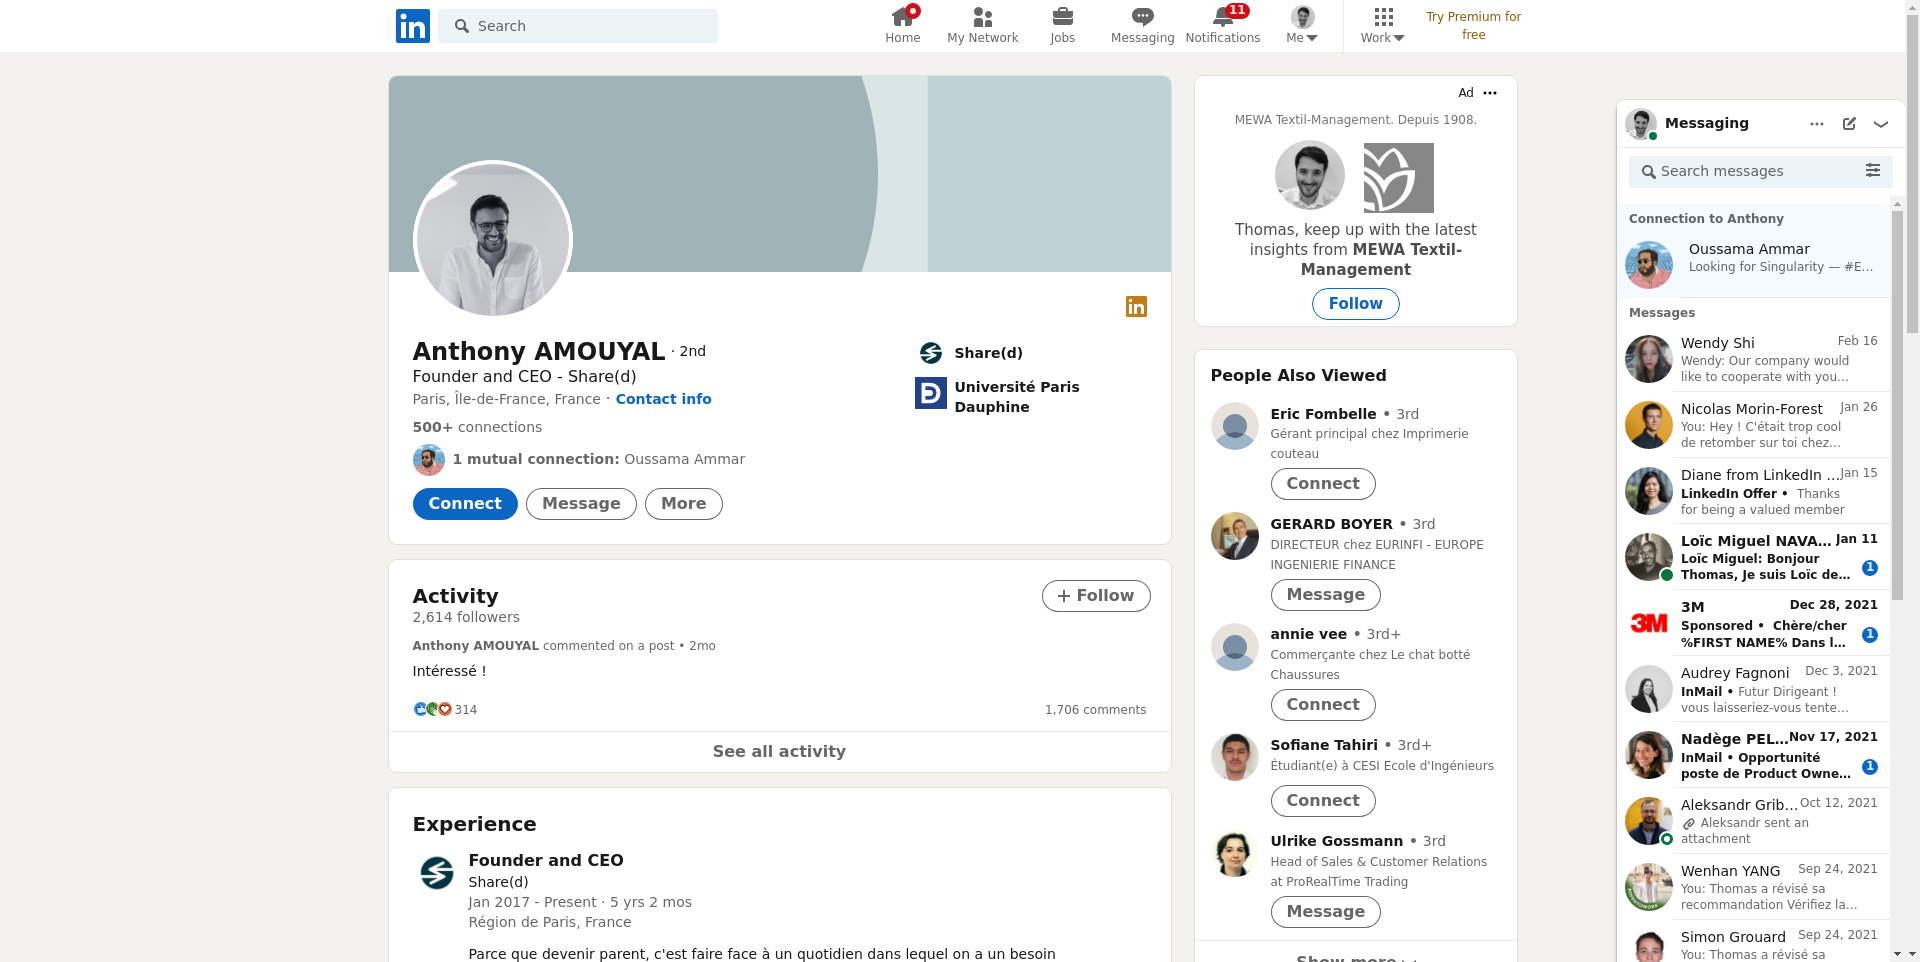 in
Search
Home
My Network
Jobs
Messaging
11
Notifications
Me
Work
Try Premium for
free
Anthony AMOUYAL · 2nd
Founder and CEO - Share(d)
Paris, Île-de-France, France · Contact info
500+ connections
1 mutual connection: Oussama Ammar
Connect
Message
More
in
Share(d)
Université Paris
Dauphine
Activity
2,614 followers
+ Follow
Anthony AMOUYAL commented on a post • 2mo
Intéressé !
314
1,706 comments
See all activity
Experience
Founder and CEO
Share(d)
Jan 2017 - Present · 5 yrs 2 mos
Région de Paris, France
Parce que devenir parent, c'est faire face à un quotidien dans lequel on a un besoin
Ad •••
MEWA Textil-Management. Depuis 1908.
Thomas, keep up with the latest
insights from MEWA Textil-
Management
Follow
People Also Viewed
Eric Fombelle • 3rd
Gérant principal chez Imprimerie
couteau
Connect
GERARD BOYER • 3rd
DIRECTEUR chez EURINFI - EUROPE
INGENIERIE FINANCE
Message
annie vee • 3rd+
Commerçante chez Le chat botté
Chaussures
Connect
Sofiane Tahiri • 3rd+
Étudiant(e) à CESI Ecole d'Ingénieurs
Connect
Ulrike Gossmann • 3rd
Head of Sales & Customer Relations
at ProRealTime Trading
Message
Show more
Messaging
Search messages
Connection to Anthony
Oussama Ammar
Looking for Singularity — #E...
Messages
Wendy Shi Feb 16
Wendy: Our company would
like to cooperate with you...
Nicolas Morin-Forest Jan 26
You: Hey ! C'était trop cool
de retomber sur toi chez...
Diane from LinkedIn ... Jan 15
LinkedIn Offer • Thanks
for being a valued member
Loïc Miguel NAVA... Jan 11
Loïc Miguel: Bonjour
Thomas, Je suis Loïc de... 1
3M
3M Dec 28, 2021
Sponsored • Chère/cher
%FIRST NAME% Dans l... 1
Audrey Fagnoni Dec 3, 2021
InMail • Futur Dirigeant !
vous laisseriez-vous tente...
Nadège PEL... Nov 17, 2021
InMail • Opportunité
poste de Product Owne... 1
Aleksandr Grib... Oct 12, 2021
Aleksandr sent an
attachment
Wenhan YANG Sep 24, 2021
You: Thomas a révisé sa
recommandation Vérifiez la...
Simon Grouard Sep 24, 2021
You: Thomas a révisé sa